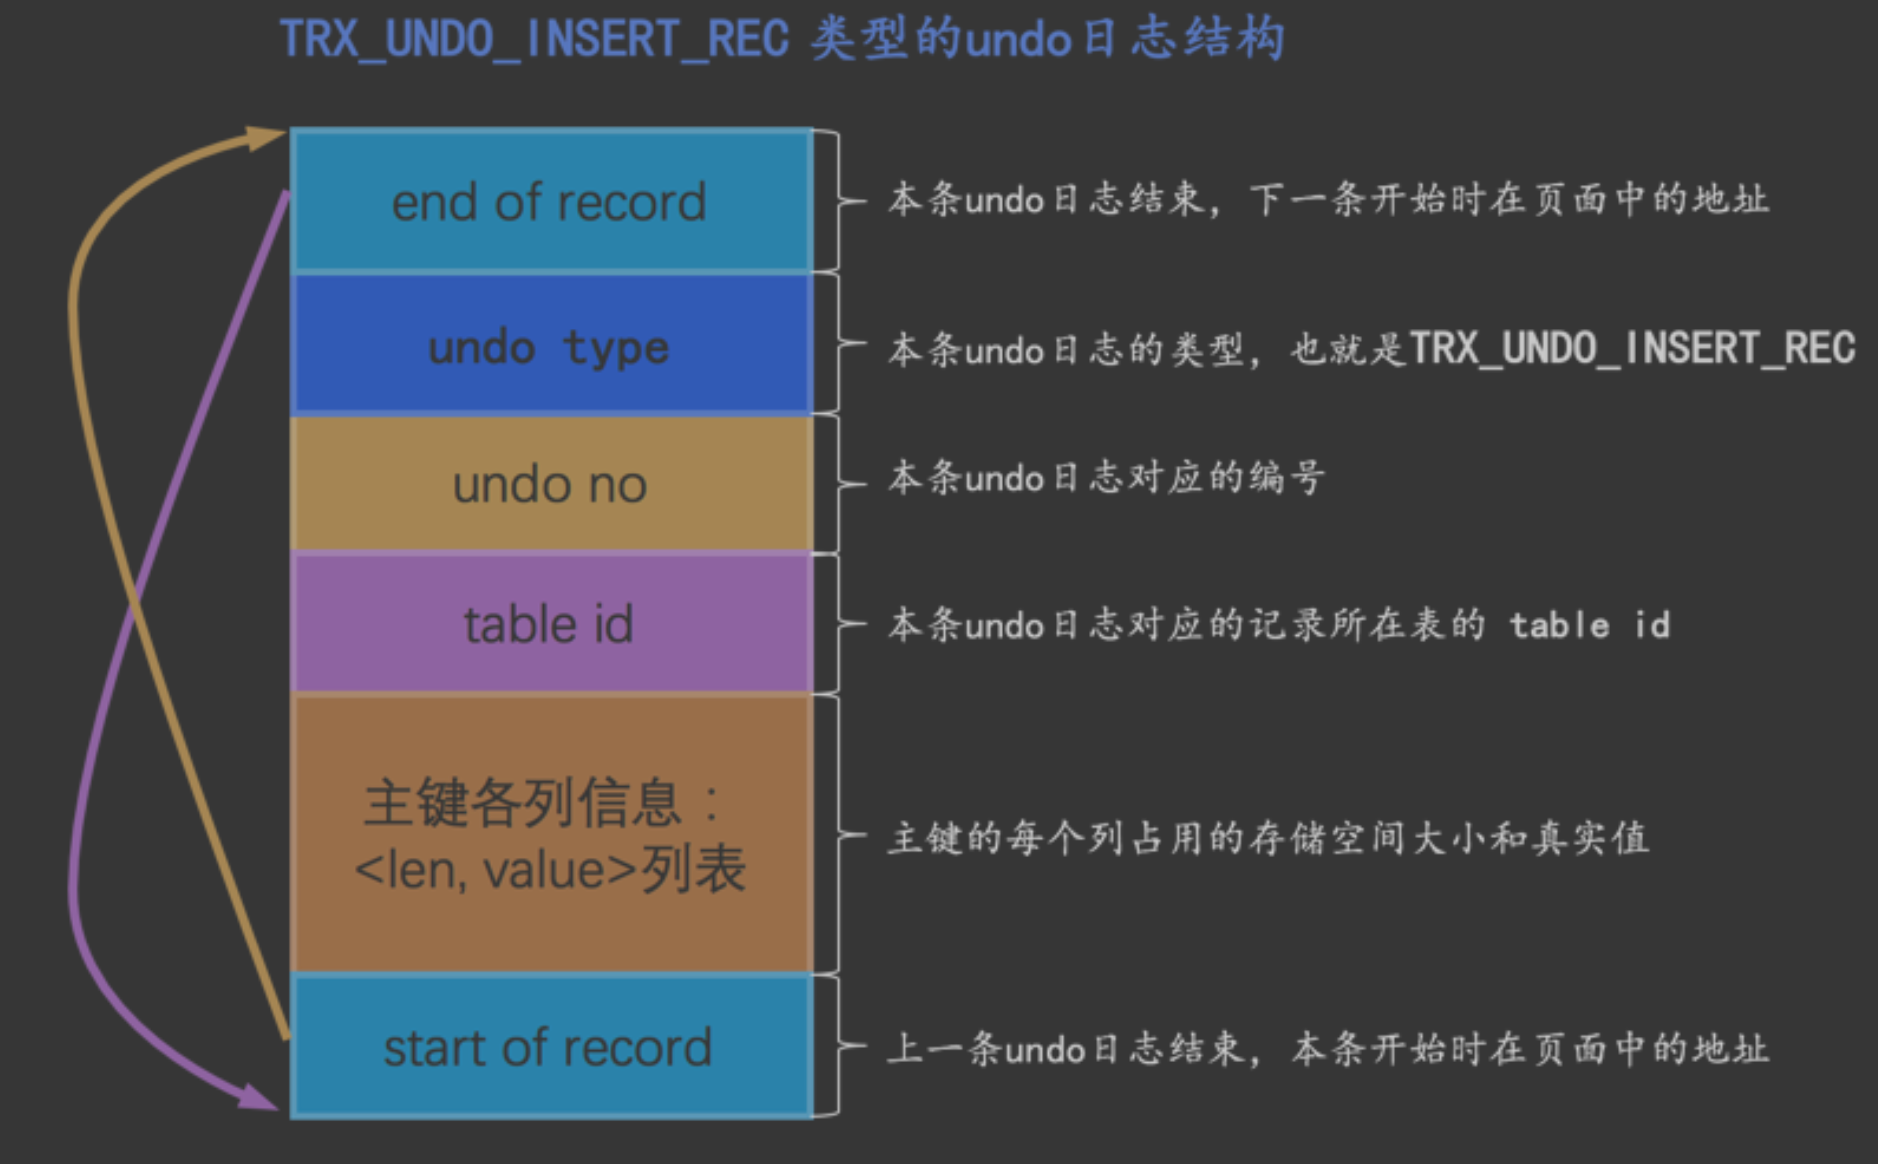 TRX_UNDO_INSERT_REC 类型的undo日志结构
end of record
本条undo日志结束，下一条开始时在页面中的地址
undo type
本条undo日志的类型，也就是TRX_UNDO_INSERT_REC
undo no
本条undo日志对应的编号
table id
本条undo日志对应的记录所在表的 table id
主键各列信息：
<len, value>列表
主键的每个列占用的存储空间大小和真实值
start of record
上一条undo日志结束，本条开始时在页面中的地址